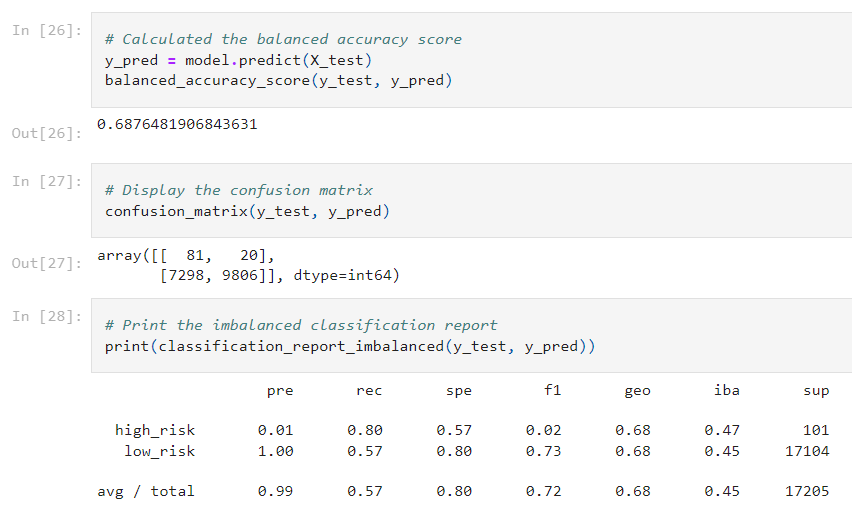 In [26]:
# Calculated the balanced accuracy score
y_pred = model.predict(X_test)
balanced_accuracy_score(y_test, y_pred)
Out[26]:
0.6876481906843631
In [27]:
# Display the confusion matrix
confusion_matrix(y_test, y_pred)
Out[27]:
array([[  81,   20],
       [7298, 9806]], dtype=int64)
In [28]:
# Print the imbalanced classification report
print(classification_report_imbalanced(y_test, y_pred))
                   pre       rec       spe        f1       geo       iba       sup
  high_risk       0.01      0.80      0.57      0.02      0.68      0.47       101
   low_risk       1.00      0.57      0.80      0.73      0.68      0.45     17104
avg / total       0.99      0.57      0.80      0.72      0.68      0.45     17205